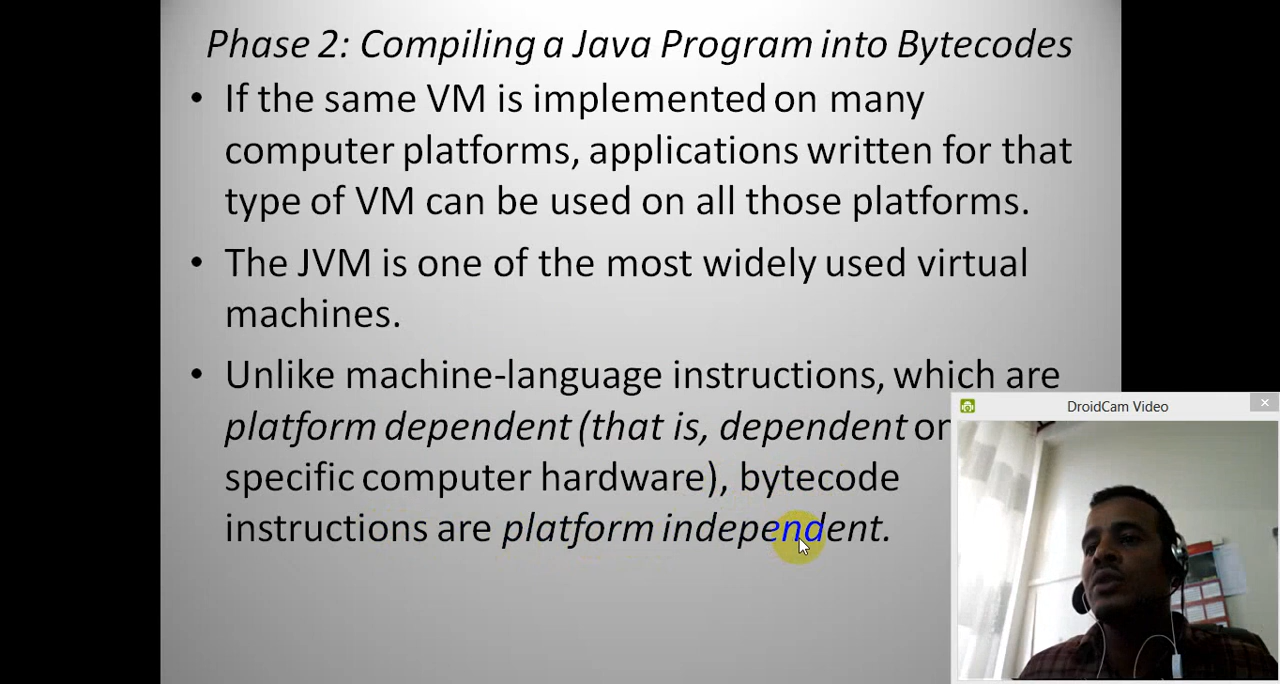 Phase 2: Compiling a Java Program into Bytecodes
• If the same VM is implemented on many
computer platforms, applications written for that
type of VM can be used on all those platforms.
• The JVM is one of the most widely used virtual
machines.
• Unlike machine-language instructions, which are
platform dependent (that is, dependent on
specific computer hardware), bytecode
instructions are platform independent.
DroidCam Video